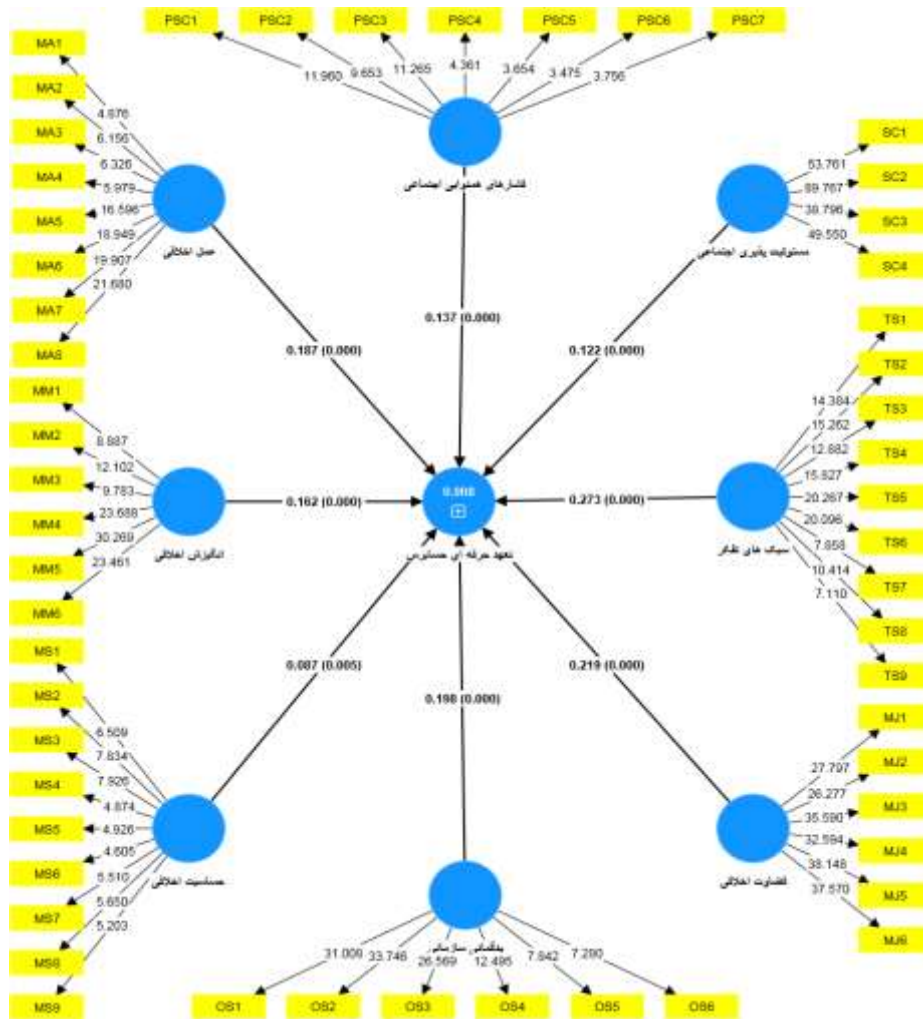 PSC1 PSC2 PSC3 PSC4 PSC5 PSC6 PSC7
11.960 9.653 11.265 4.361 3.654 3.475 3.756
فشارهای همنوایی اجتماعی
MA1
MA2
MA3
MA4
MA5
MA6
MA7
MA8
4.876
6.156
6.326
5.979
16.596
18.949
19.907
21.680
عمل اخلاقی
SC1
SC2
SC3
SC4
38.796
49.550
مسئولیت پذیری اجتماعی
0.187 (0.000)
0.137 (0.000)
0.122 (0.000)
MM1
MM2
MM3
MM4
MM5
MM6
8.887
12.102
9.783
23.688
30.269
23.461
انگیزش اخلاقی
0.162 (0.000)
تعهد حرفه ای حسابرس
0.273 (0.000)
TS1
TS2
TS3
TS4
TS5
TS6
TS7
TS8
TS9
14.384
15.262
12.882
15.827
20.267
20.096
7.858
10.414
7.110
سبک های تفکر
0.087 (0.005)
0.198 (0.000)
0.219 (0.000)
MS1
MS2
MS3
MS4
MS5
MS6
MS7
MS8
MS9
6.509
7.834
7.926
4.874
4.926
4.605
5.510
5.650
5.203
حساسیت اخلاقی
MJ1
MJ2
MJ3
MJ4
MJ5
MJ6
27.797
26.277
35.590
32.594
38.148
37.570
قضاوت اخلاقی
بدگمانی سازمانی
31.009 33.746 26.569 12.495 7.842 7.280
OS1 OS2 OS3 OS4 OS5 OS6